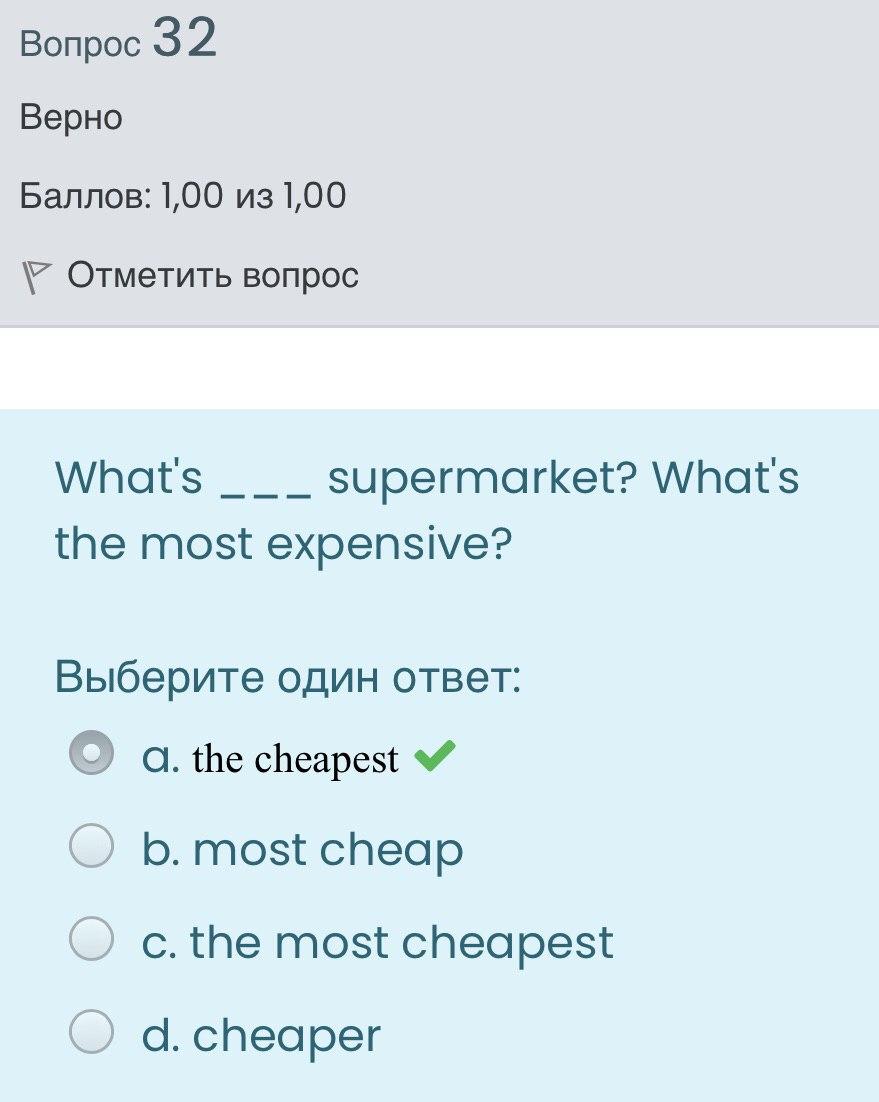 Вопрос 32
Верно
Баллов: 1,00 из 1,00
Отметить вопрос
What's ___ supermarket? What's
the most expensive?
Выберите один ответ:
a. the cheapest
b. most cheap
c. the most cheapest
d. cheaper